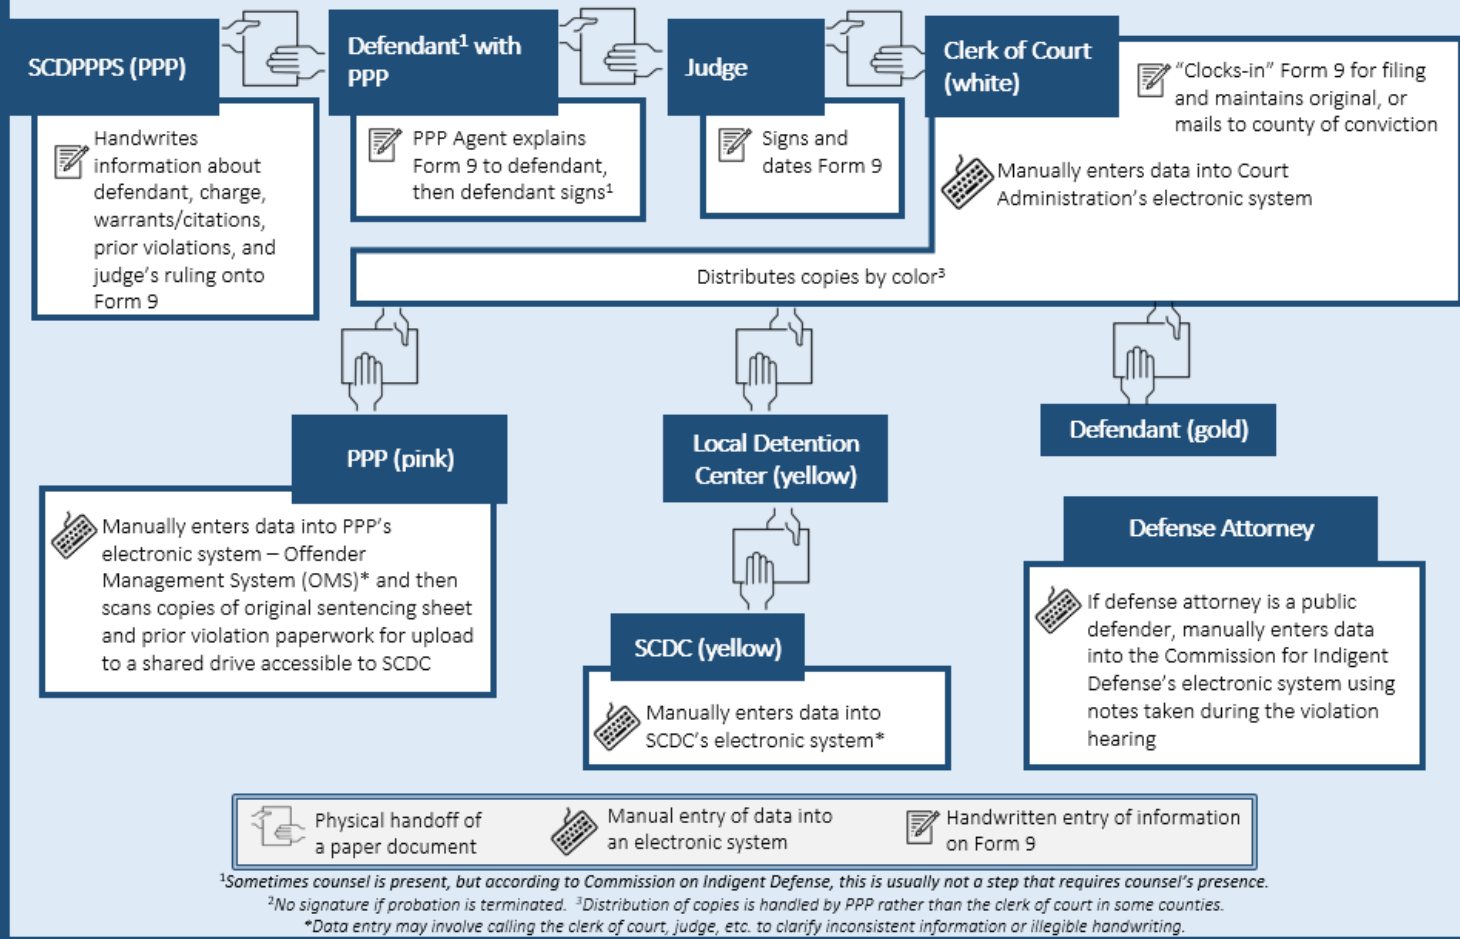 SCDPPPS (PPP)
Handwrites
information about
defendant, charge,
warrants/citations,
prior violations, and
judge's ruling onto
Form 9
Defendant¹ with
PPP
PPP Agent explains
Form 9 to defendant,
then defendant signs¹
Judge
Signs and
dates Form 9
Clerk of Court
(white)
“Clocks-in” Form 9 for filing
and maintains original, or
mails to county of conviction
Manually enters data into Court
Administration's electronic system
Distributes copies by color³
PPP (pink)
Manually enters data into PPP's
electronic system – Offender
Management System (OMS)* and then
scans copies of original sentencing sheet
and prior violation paperwork for upload
to a shared drive accessible to SCDC
Local Detention
Center (yellow)
SCDC (yellow)
Manually enters data into
SCDC's electronic system*
Defendant (gold)
Defense Attorney
If defense attorney is a public
defender, manually enters data
into the Commission for Indigent
Defense's electronic system using
notes taken during the violation
hearing
Physical handoff of
a paper document
Manual entry of data into
an electronic system
Handwritten entry of information
on Form 9
¹Sometimes counsel is present, but according to Commission on Indigent Defense, this is usually not a step that requires counsel's presence.
²No signature if probation is terminated. ³Distribution of copies is handled by PPP rather than the clerk of court in some counties.
*Data entry may involve calling the clerk of court, judge, etc. to clarify inconsistent information or illegible handwriting.